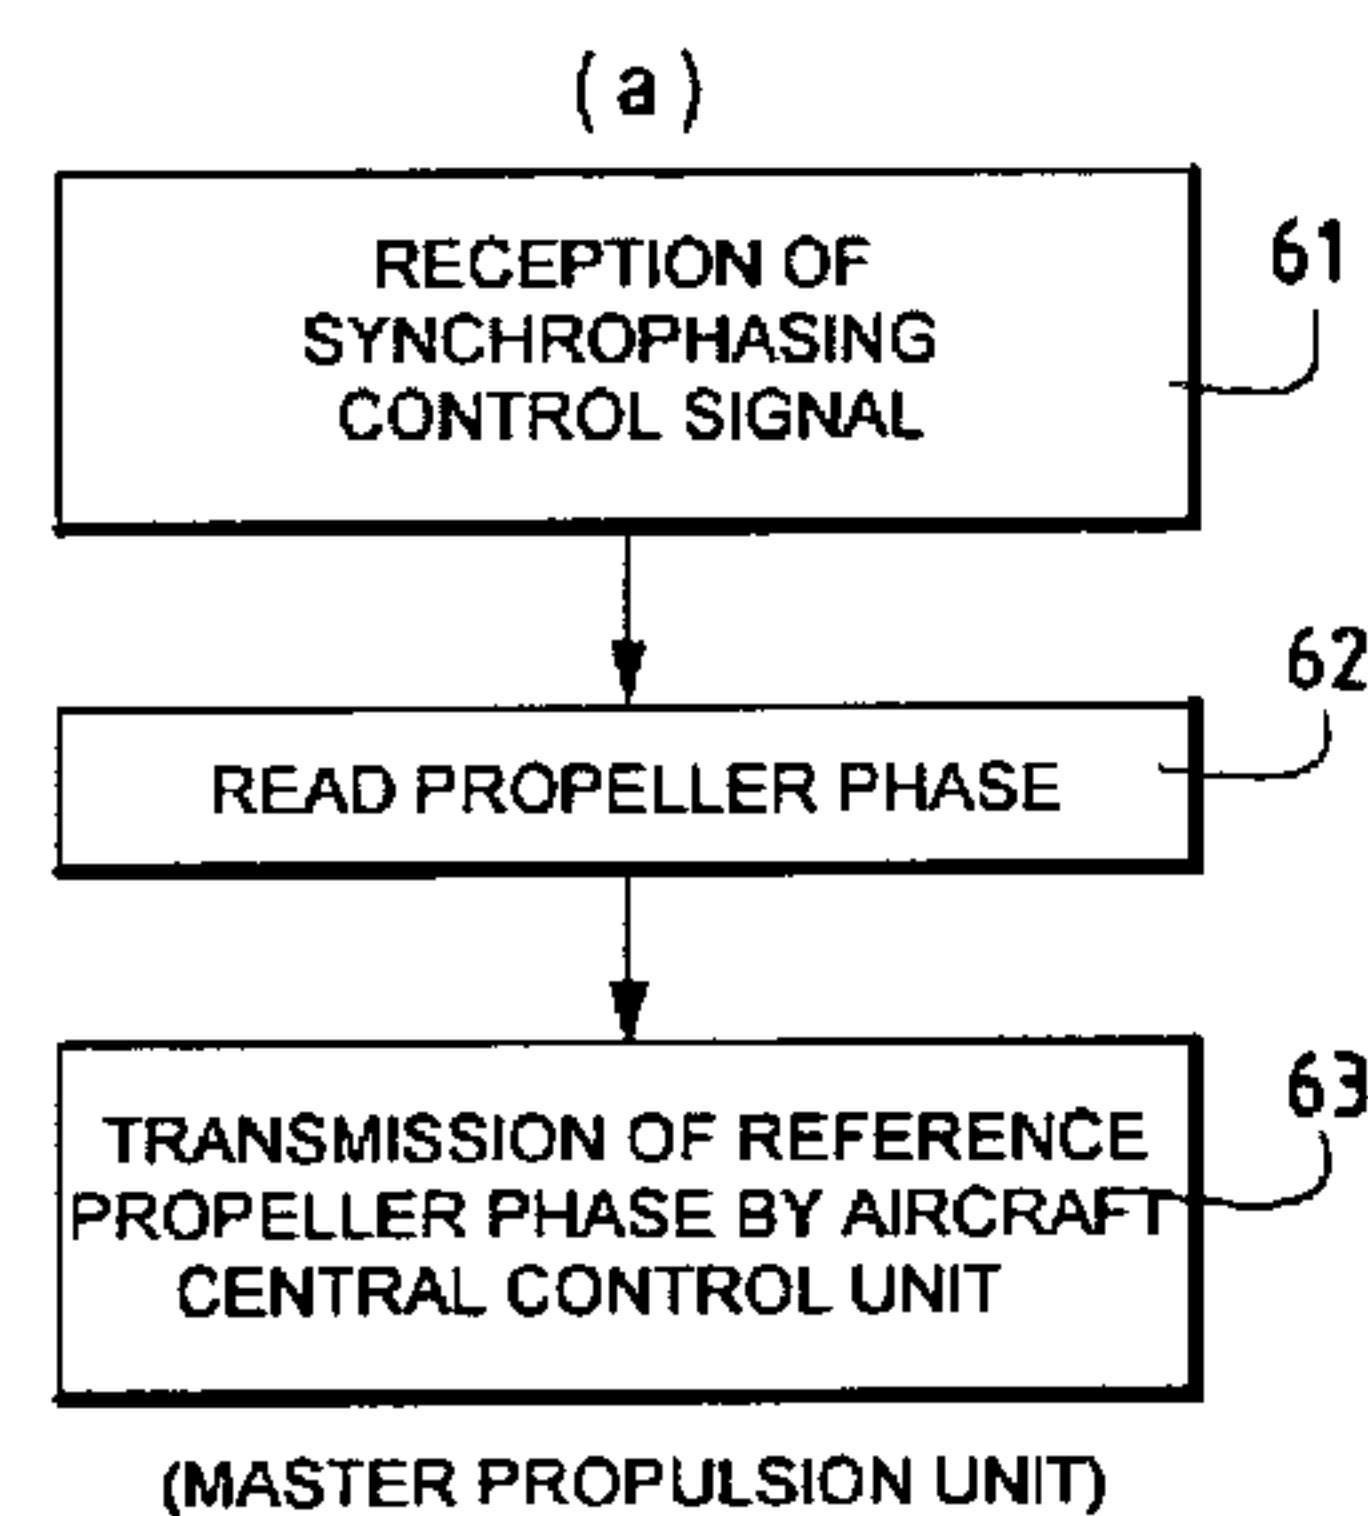 (a)
RECEPTION OF
SYNCHROPHASING
CONTROL SIGNAL
61
READ PROPELLER PHASE
62
TRANSMISSION OF REFERENCE
PROPELLER PHASE BY AIRCRAFT
CENTRAL CONTROL UNIT
63
(MASTER PROPULSION UNIT)